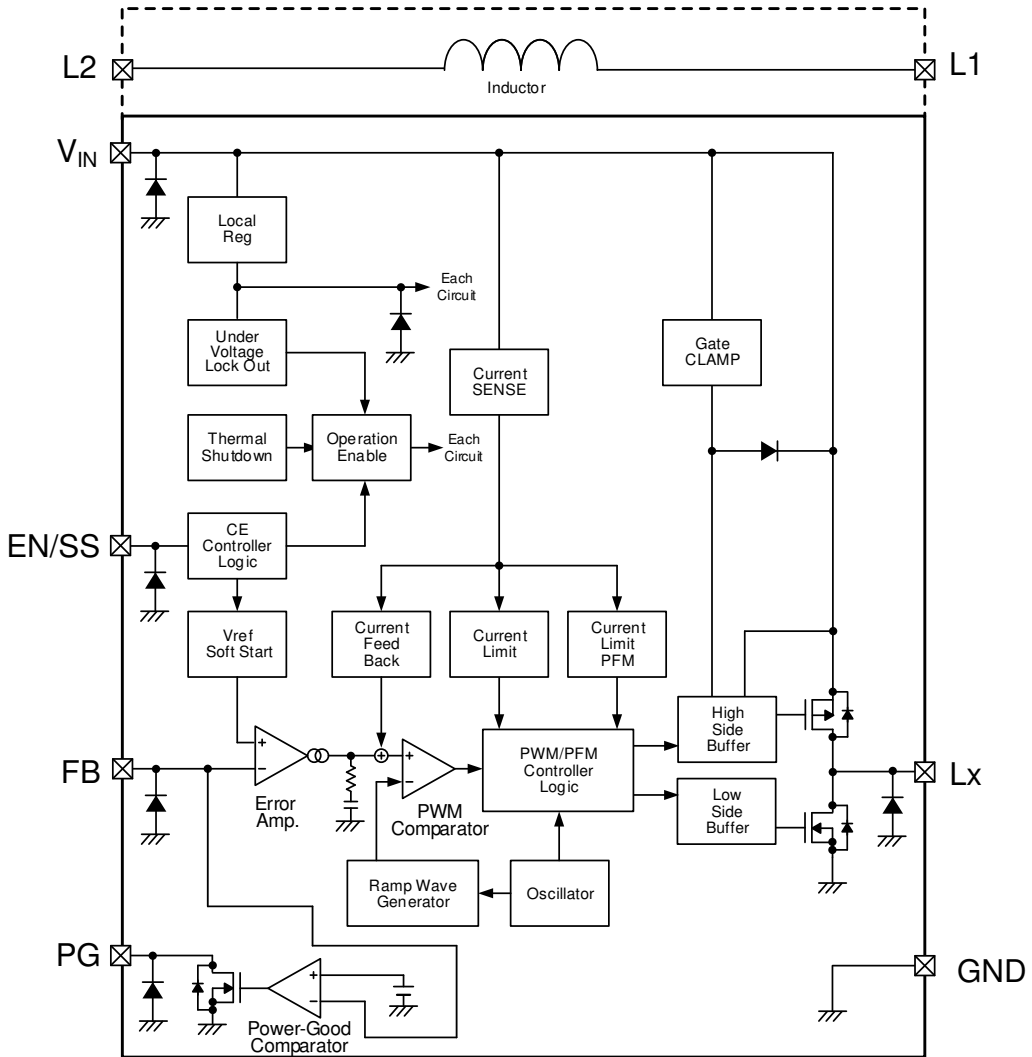 L2
L1
Inductor
VIN
Local
Reg
Each
Circuit
Under
Voltage
Lock Out
Current
SENSE
Gate
CLAMP
Thermal
Shutdown
Operation
Enable
Each
Circuit
EN/SS
CE
Controller
Logic
Vref
Soft Start
Current
Feed
Back
Current
Limit
Current
Limit
PFM
High
Side
Buffer
+
−
+
+
−
PWM/PFM
Controller
Logic
FB
Lx
Error
Amp.
PWM
Comparator
Low
Side
Buffer
Ramp Wave
Generator
Oscillator
PG
+
−
GND
Power-Good
Comparator